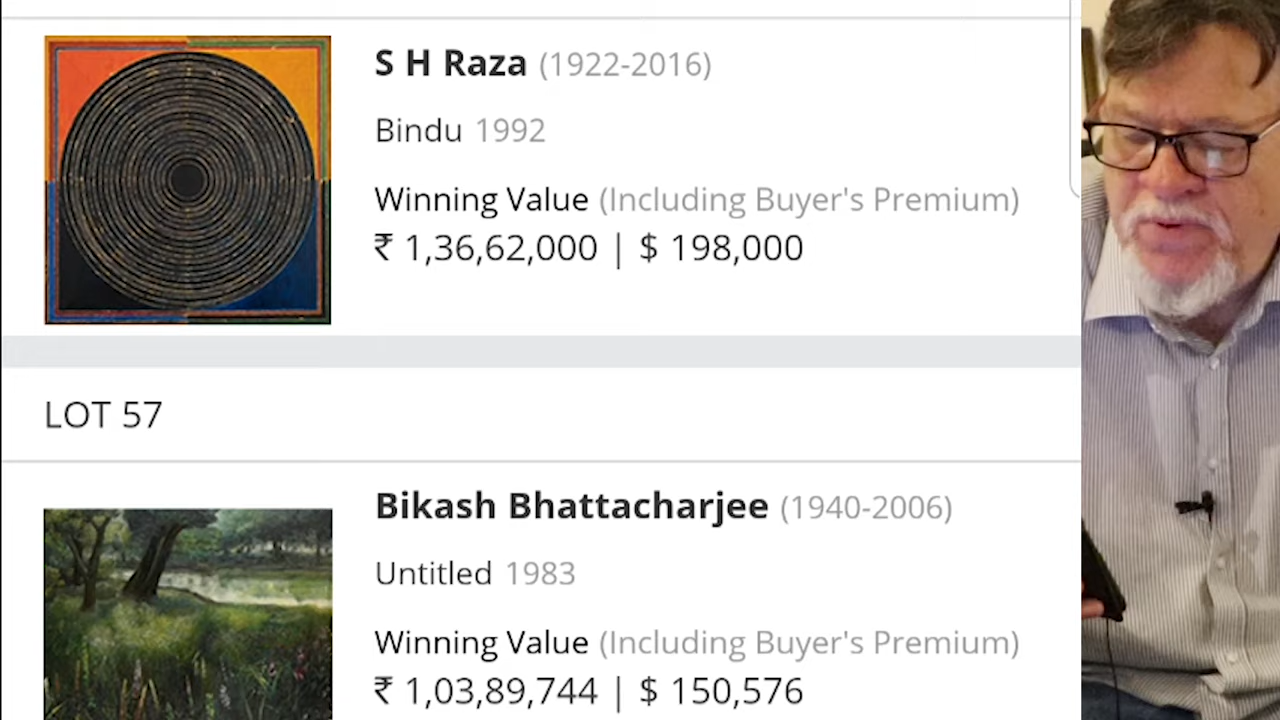 S H Raza (1922-2016)
Bindu 1992
Winning Value (Including Buyer's Premium)
₹ 1,36,62,000 | $ 198,000
LOT 57
Bikash Bhattacharjee (1940-2006)
Untitled 1983
Winning Value (Including Buyer's Premium)
₹ 1,03,89,744 | $ 150,576